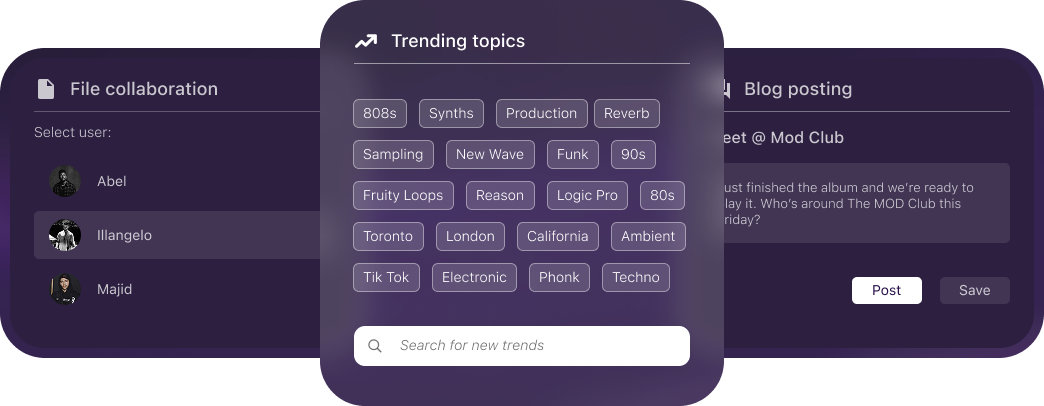 File collaboration
Select user:
Abel
Illangelo
Majid
Trending topics
808s Synths Production Reverb
Sampling New Wave Funk 90s
Fruity Loops Reason Logic Pro 80s
Toronto London California Ambient
Tik Tok Electronic Phonk Techno
Search for new trends
Blog posting
eet @ Mod Club
ust finished the album and we're ready to
lay it. Who's around The MOD Club this
riday?
Post Save